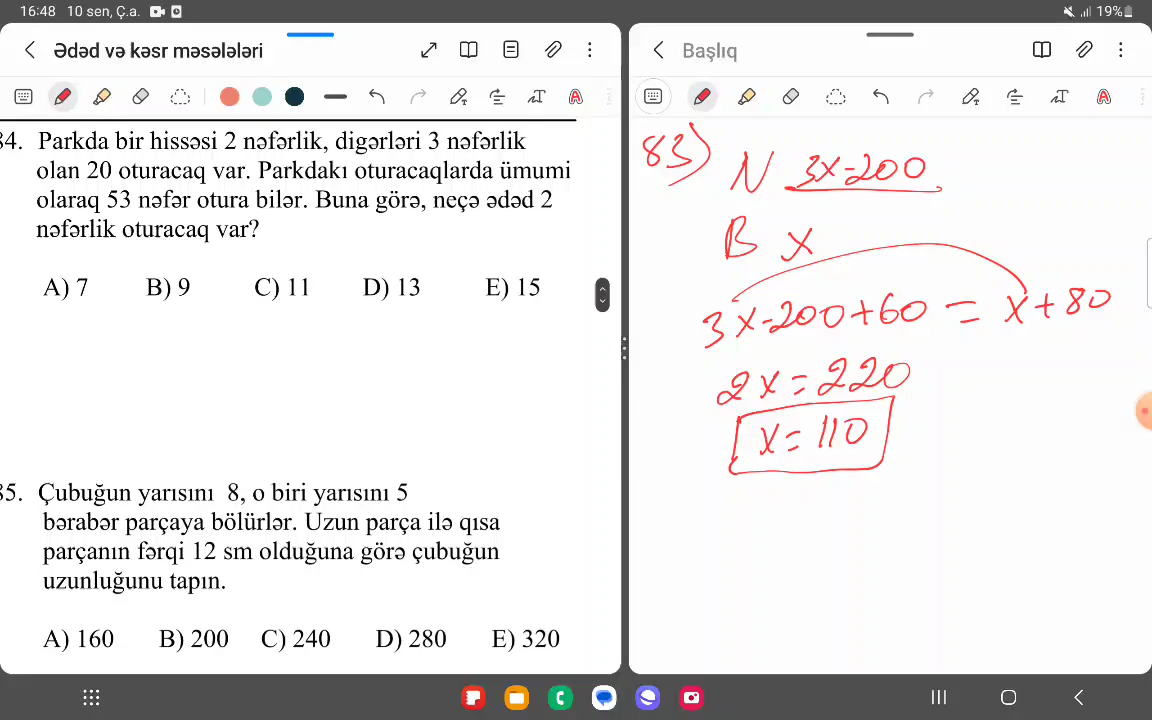 16:48 10 sen, Ç.a. 19%
Ədəd və kəsr məsələləri
84. Parkda bir hissəsi 2 nəfərlik, digərləri 3 nəfərlik
olan 20 oturacaq var. Parkdakı oturacaqlarda ümumi
olaraq 53 nəfər otura bilər. Buna görə, neçə ədəd 2
nəfərlik oturacaq var?
A) 7 B) 9 C) 11 D) 13 E) 15
85. Çubuğun yarısını 8, o biri yarısını 5
bərabər parçaya bölürlər. Uzun parça ilə qısa
parçanın fərqi 12 sm olduğuna görə çubuğun
uzunluğunu tapın.
A) 160 B) 200 C) 240 D) 280 E) 320
Başlıq
83) N 3x-200
B x
3x-200+60 = x+80
2x=220
x=110